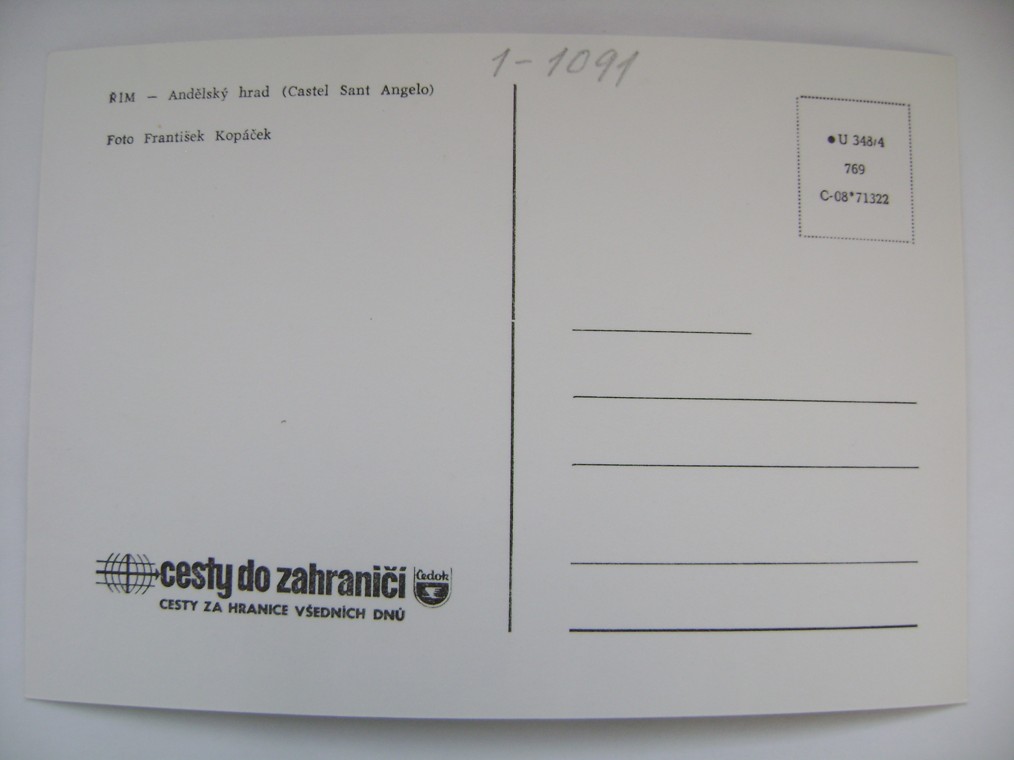 1-1091
ŘIM — Andělský hrad (Castel Sant Angelo)
Foto František Kopáček
● U 348/4
769
C-08*71322
cesty do zahraničí
Čedok
CESTY ZA HRANICE VŠEDNÍCH DNŮ